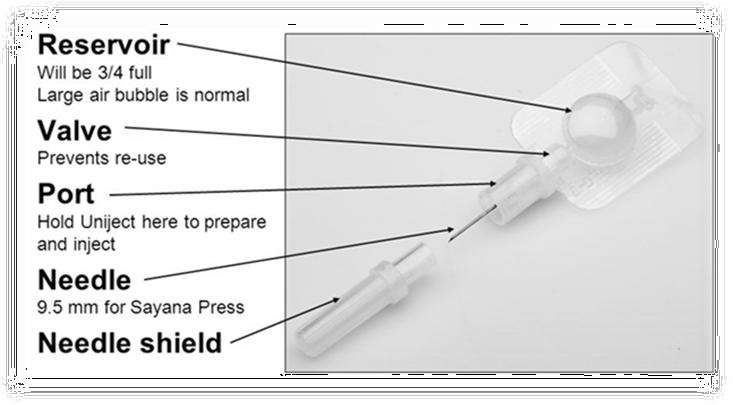 Reservoir
Will be 3/4 full
Large air bubble is normal
Valve
Prevents re-use
Port
Hold Uniject here to prepare
and inject
Needle
9.5 mm for Sayana Press
Needle shield